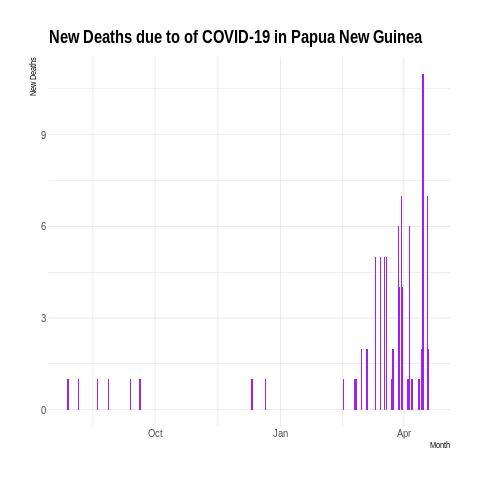 New Deaths due to of COVID-19 in Papua New Guinea
New Deaths
9
6
3
0
Oct Jan Apr
Month